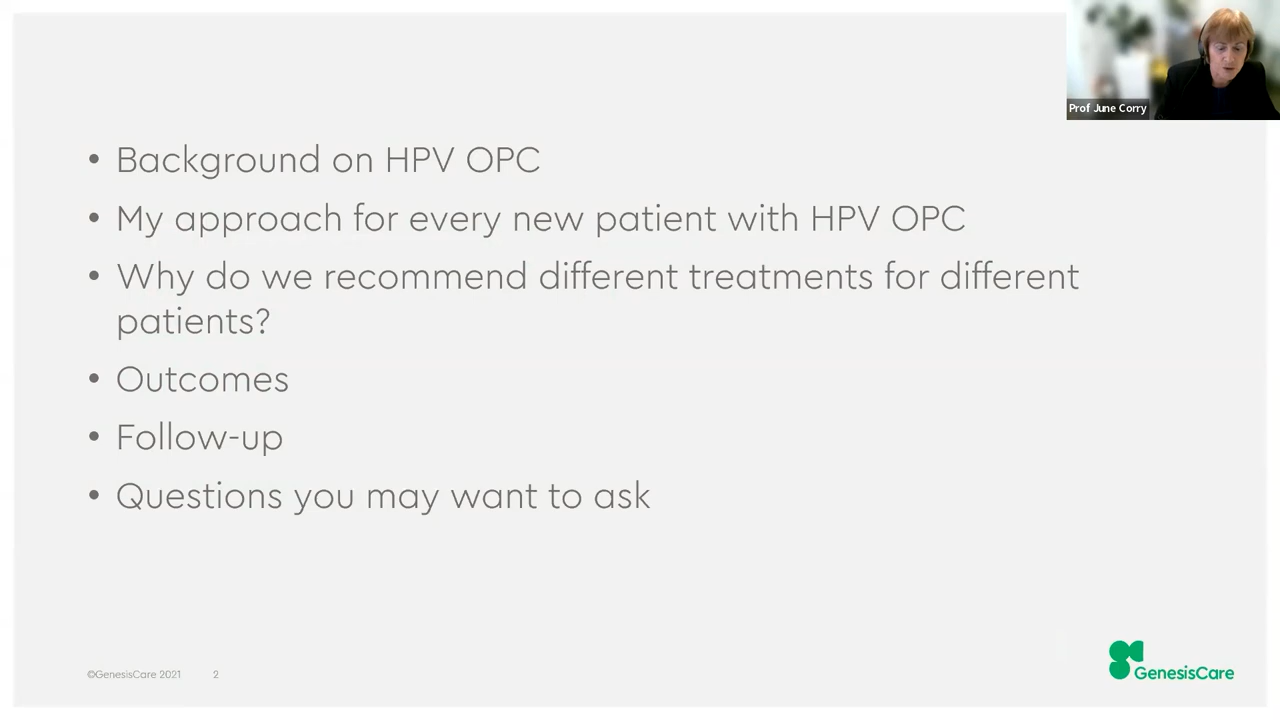 Prof June Corry
• Background on HPV OPC
• My approach for every new patient with HPV OPC
• Why do we recommend different treatments for different
patients?
• Outcomes
• Follow-up
• Questions you may want to ask
©GenesisCare 2021 2
GenesisCare